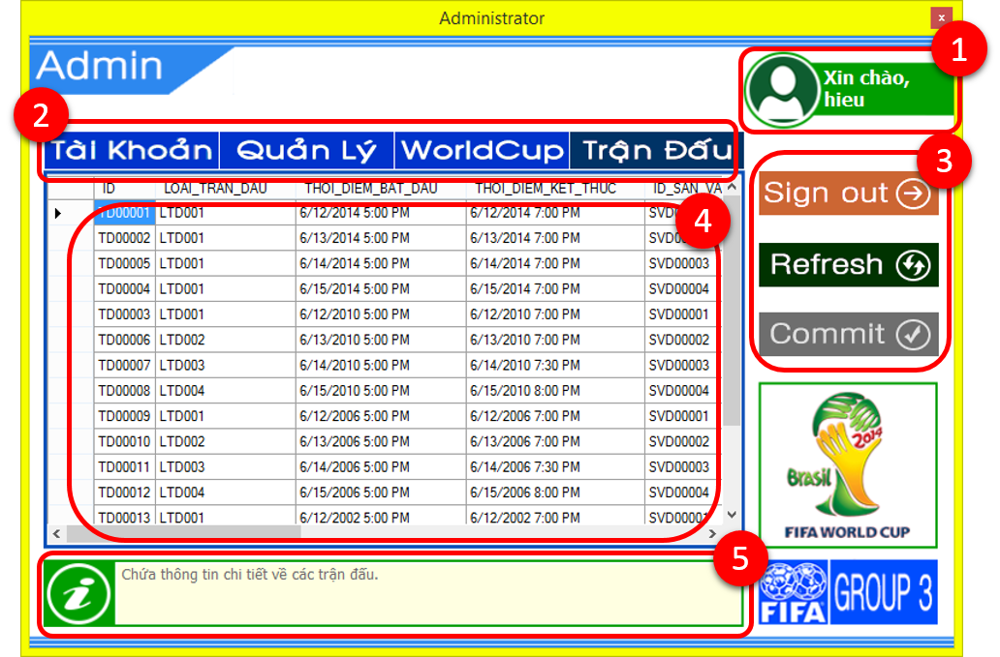 Administrator
x
1
Admin
Xin chào,
hieu
2
Tài Khoản Quản Lý WorldCup Trận Đấu
3
ID LOAI_TRAN_DAU THOI_DIEM_BAT_DAU THOI_DIEM_KET_THUC ID_SAN_VA
Sign out
TD00001 LTD001 6/12/2014 5:00 PM 6/12/2014 7:00 PM
4
TD00002 LTD001 6/13/2014 5:00 PM 6/13/2014 7:00 PM
TD00005 LTD001 6/14/2014 5:00 PM 6/14/2014 7:00 PM SVD00003
Refresh
TD00004 LTD001 6/15/2014 5:00 PM 6/15/2014 7:00 PM SVD00004
TD00003 LTD001 6/12/2010 5:00 PM 6/12/2010 7:00 PM SVD00001
Commit
TD00006 LTD002 6/13/2010 5:00 PM 6/13/2010 7:00 PM SVD00002
TD00007 LTD003 6/14/2010 5:00 PM 6/14/2010 7:30 PM SVD00003
TD00008 LTD004 6/15/2010 5:00 PM 6/15/2010 8:00 PM SVD00004
TD00009 LTD001 6/12/2006 5:00 PM 6/12/2006 7:00 PM SVD00001
TD00010 LTD002 6/13/2006 5:00 PM 6/13/2006 7:00 PM SVD00002
TD00011 LTD003 6/14/2006 5:00 PM 6/14/2006 7:30 PM SVD00003
TD00012 LTD004 6/15/2006 5:00 PM 6/15/2006 8:00 PM SVD00004
TD00013 LTD001 6/12/2002 5:00 PM 6/12/2002 7:00 PM SVD00001
2014
Brasil
FIFA WORLD CUP
5
i
Chứa thông tin chi tiết về các trận đấu.
FIFA
GROUP 3